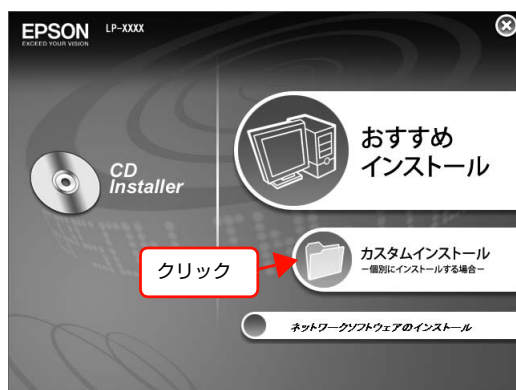 EPSON LP-XXXX
EXCEED YOUR VISION
おすすめ
インストール
CD
Installer
カスタムインストール
−個別にインストールする場合−
クリック
ネットワークソフトウェアのインストール